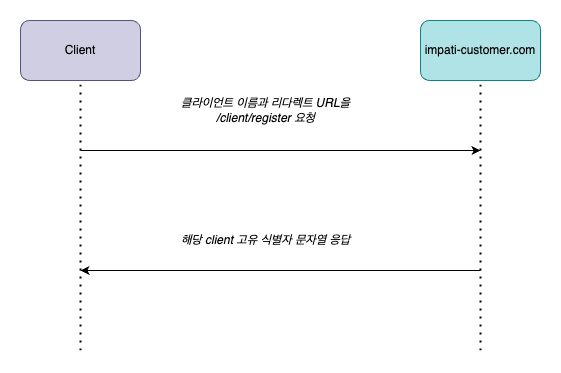 Client
impati-customer.com
클라이언트 이름과 리다렉트 URL을
/client/register 요청
해당 client 고유 식별자 문자열 응답